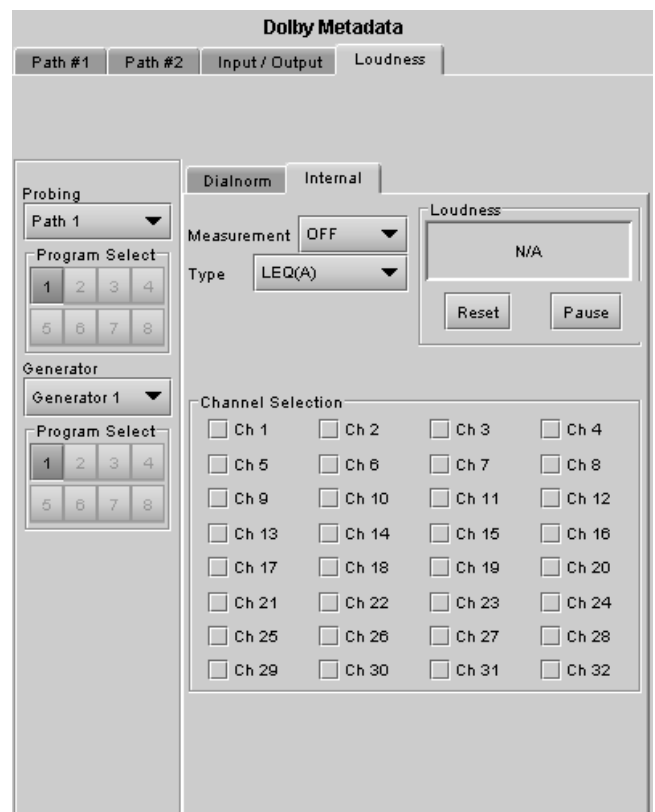 Dolby Metadata
Path #1 Path #2 Input / Output Loudness
Probing
Path 1
Program Select
1 2 3 4
5 6 7 8
Generator
Generator 1
Program Select
1 2 3 4
5 6 7 8
Dialnorm Internal
Measurement OFF
Type LEQ(A)
Loudness
N/A
Reset Pause
Channel Selection
Ch 1 Ch 2 Ch 3 Ch 4
Ch 5 Ch 6 Ch 7 Ch 8
Ch 9 Ch 10 Ch 11 Ch 12
Ch 13 Ch 14 Ch 15 Ch 16
Ch 17 Ch 18 Ch 19 Ch 20
Ch 21 Ch 22 Ch 23 Ch 24
Ch 25 Ch 26 Ch 27 Ch 28
Ch 29 Ch 30 Ch 31 Ch 32